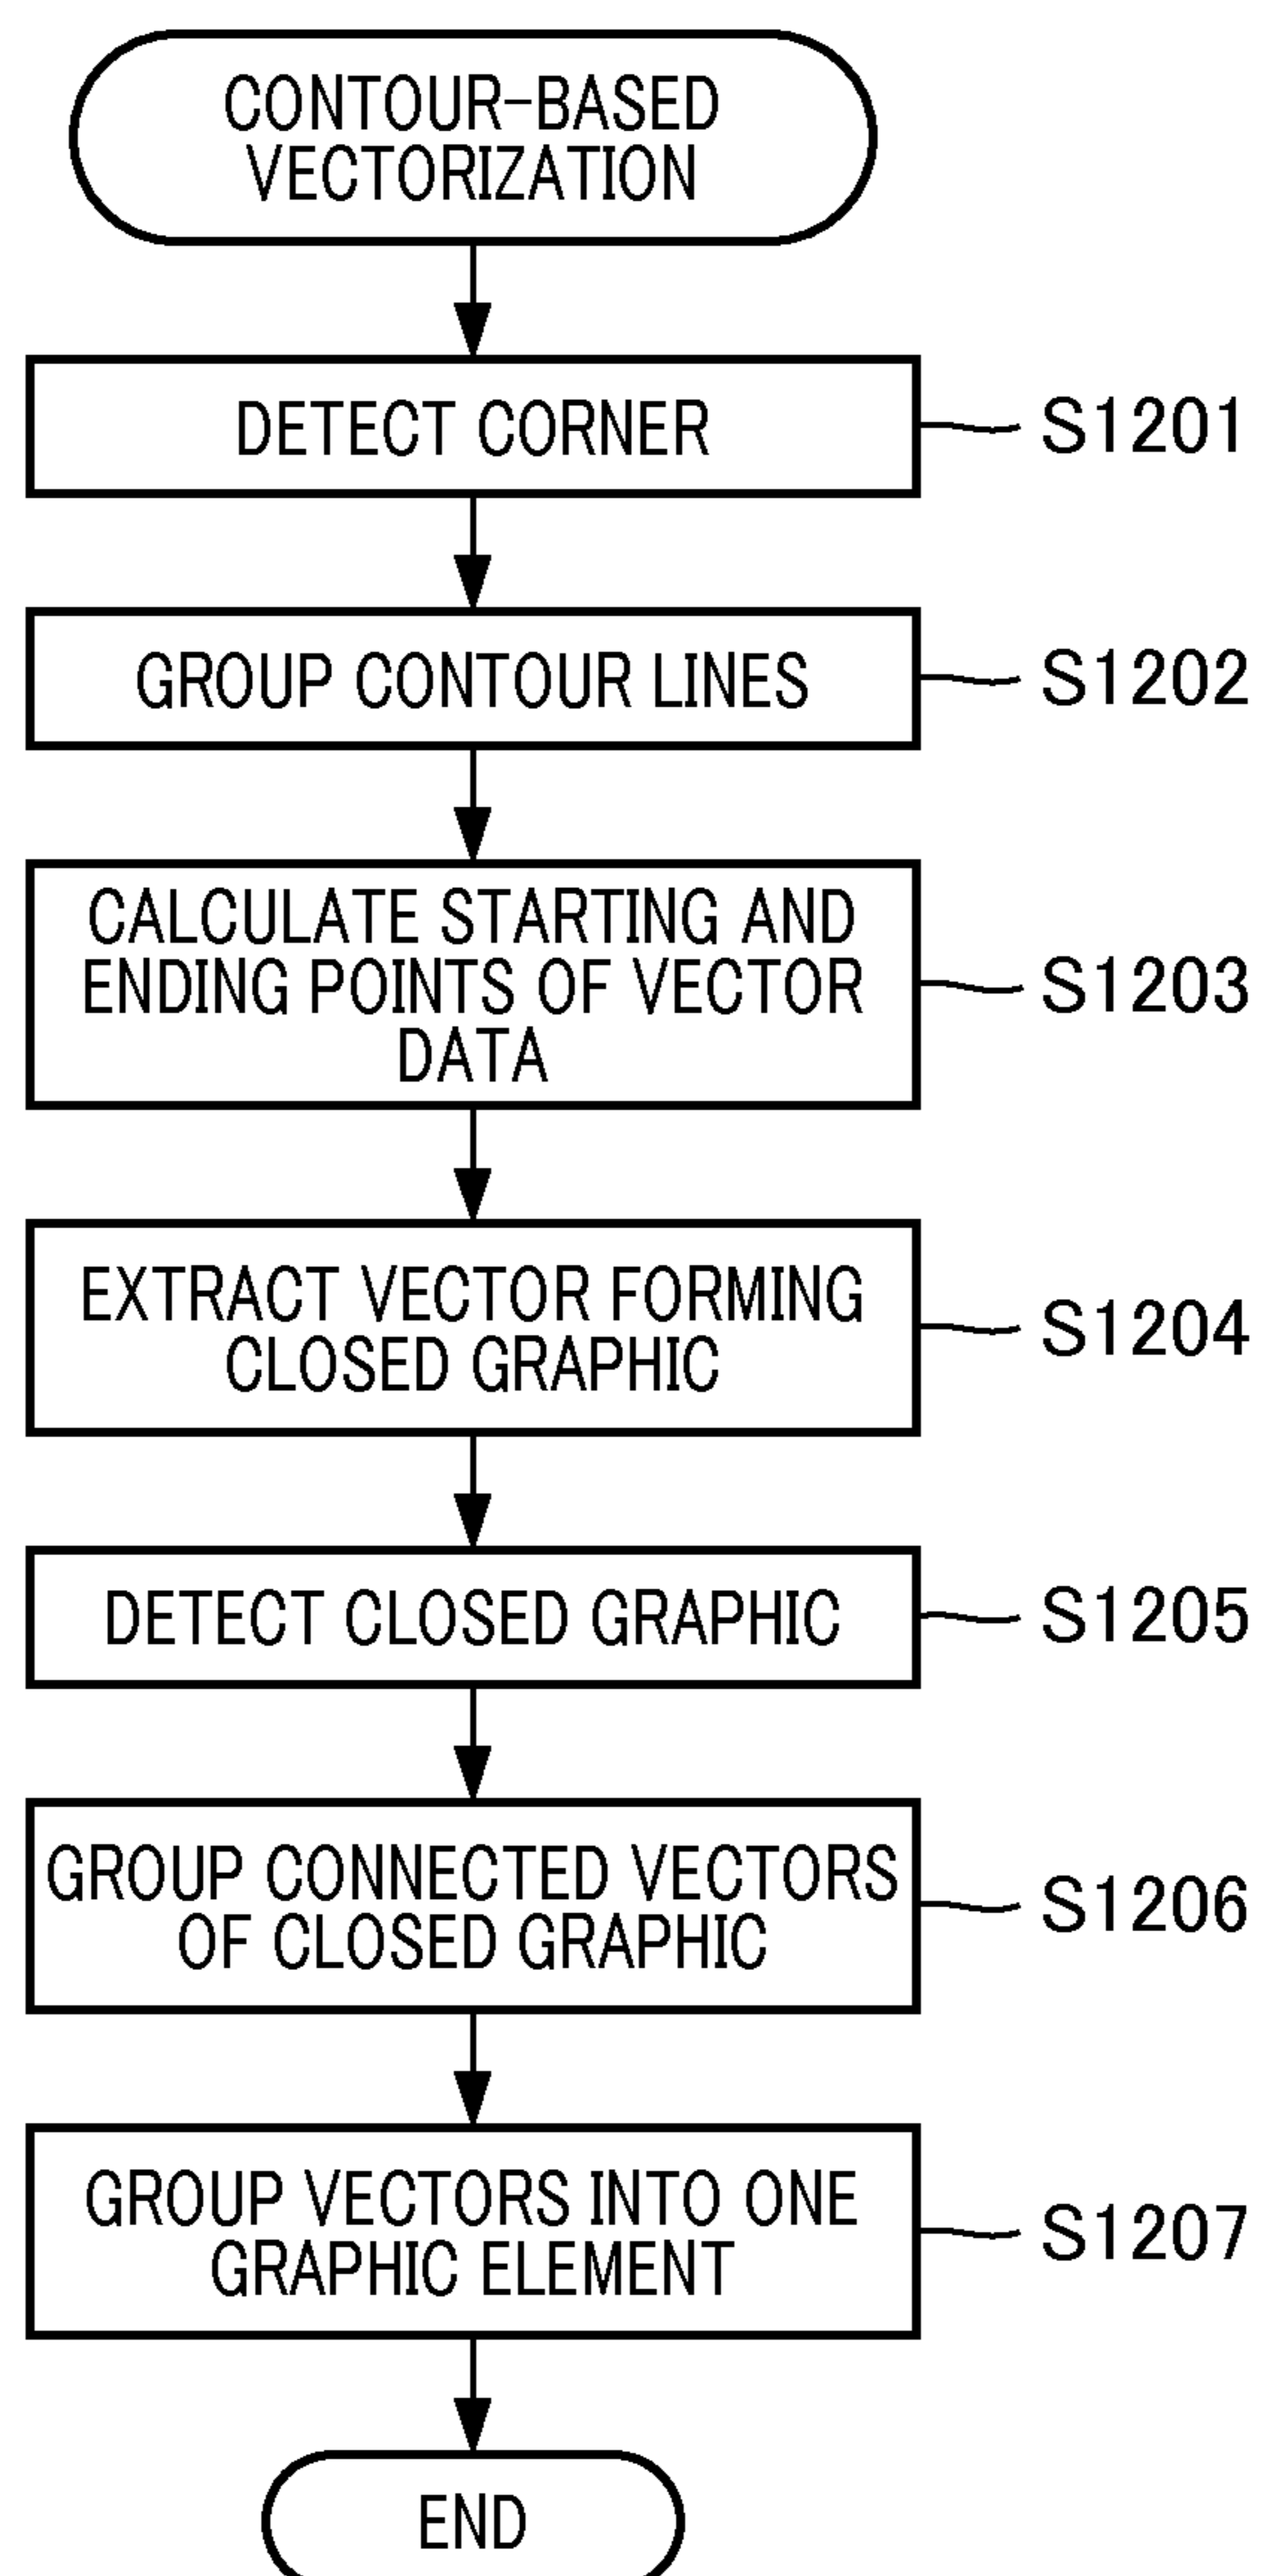 CONTOUR-BASED
VECTORIZATION
DETECT CORNER
S1201
GROUP CONTOUR LINES
S1202
CALCULATE STARTING AND
ENDING POINTS OF VECTOR
DATA
S1203
EXTRACT VECTOR FORMING
CLOSED GRAPHIC
S1204
DETECT CLOSED GRAPHIC
S1205
GROUP CONNECTED VECTORS
OF CLOSED GRAPHIC
S1206
GROUP VECTORS INTO ONE
GRAPHIC ELEMENT
S1207
END